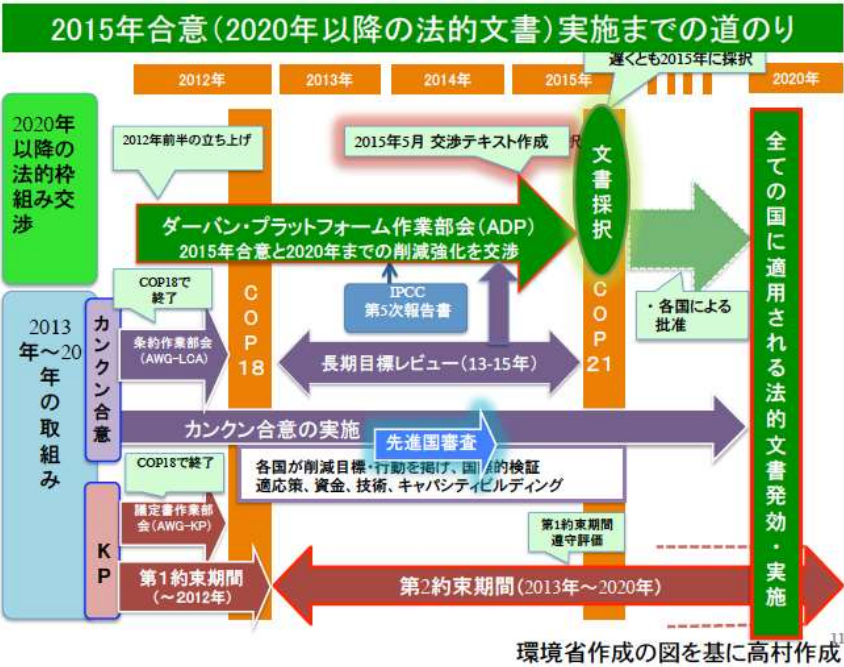 2015年合意(2020年以降の法的文書)実施までの道のり
遅くとも2015年に採択
2012年
2013年
2014年
2015年
2020年
2020年
以降の
法的枠
組み交
渉
2012年前半の立ち上げ
2015年5月 交渉テキスト作成
択
文書採択
ダーバン・プラットフォーム作業部会(ADP)
2015年合意と2020年までの削減強化を交渉
全ての国に適用される法的文書発効・実施
COP18で
終了
COP18
IPCC
第5次報告書
COP21
・各国による
批准
2013
年~20
年の取組み
カンクン合意
条約作業部会
(AWG-LCA)
長期目標レビュー(13-15年)
カンクン合意の実施
先進国審査
各国が削減目標・行動を掲げ、国際的検証
適応策、資金、技術、キャパシティビルディング
COP18で終了
KP
議定書作業部
会(AWG-KP)
第1約束期間
遵守評価
第1約束期間
(~2012年)
第2約束期間(2013年~2020年)
環境省作成の図を基に高村作成
11